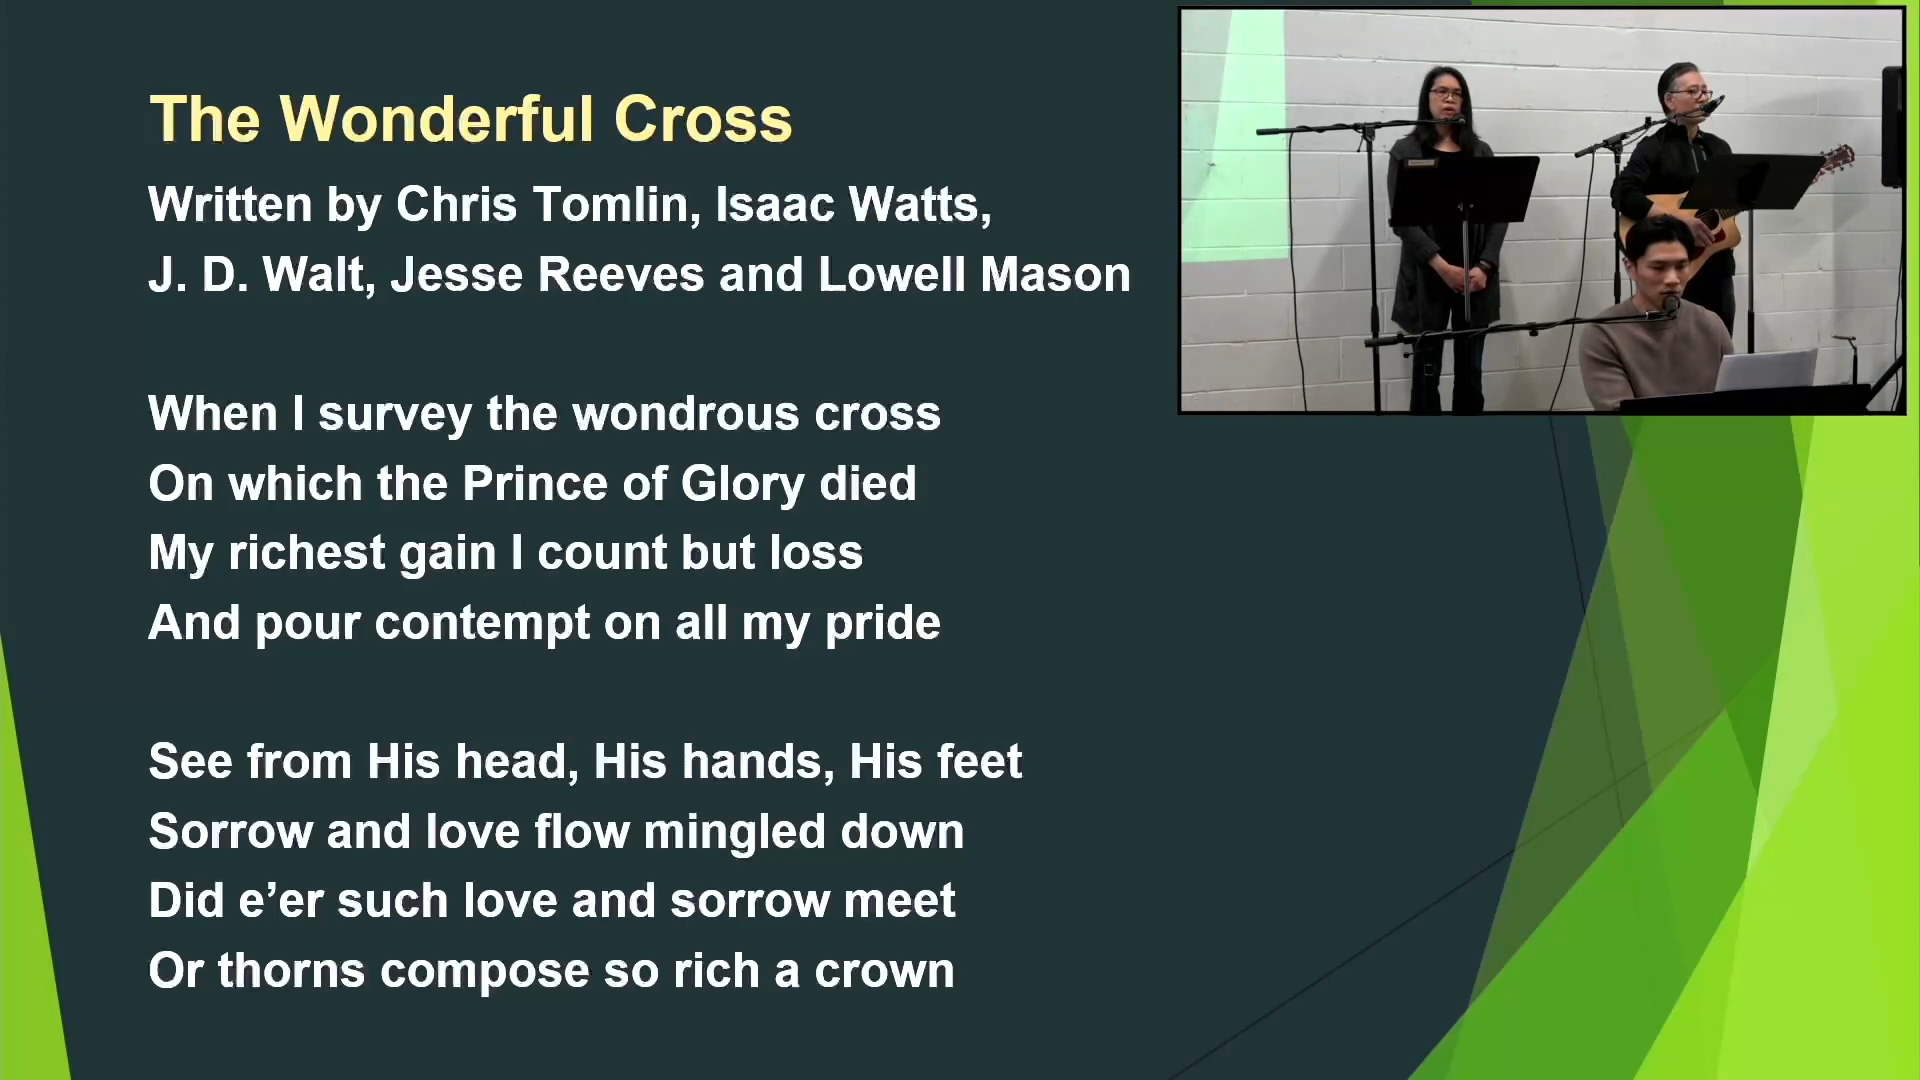 The Wonderful Cross
Written by Chris Tomlin, Isaac Watts,
J. D. Walt, Jesse Reeves and Lowell Mason
When I survey the wondrous cross
On which the Prince of Glory died
My richest gain I count but loss
And pour contempt on all my pride
See from His head, His hands, His feet
Sorrow and love flow mingled down
Did e’er such love and sorrow meet
Or thorns compose so rich a crown